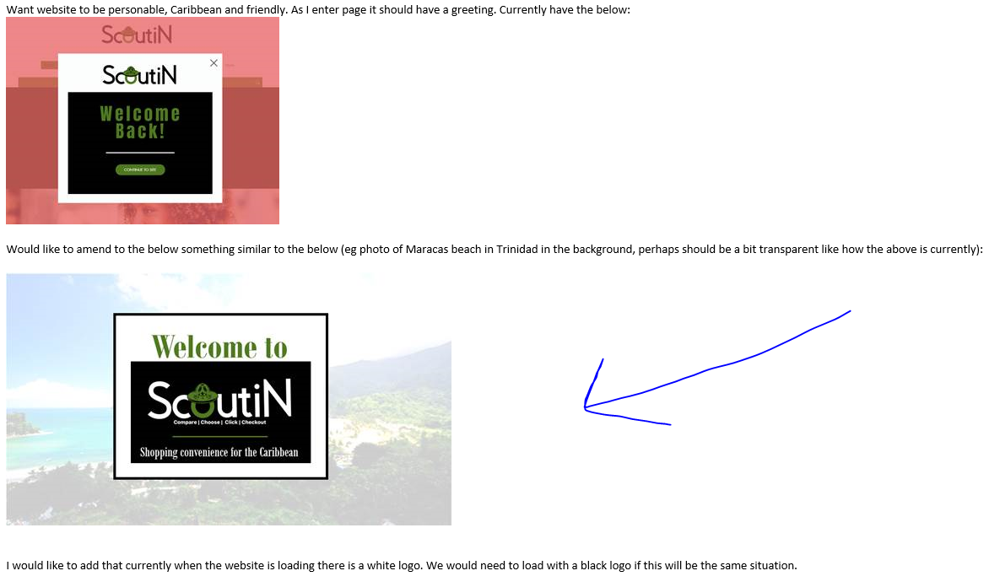 Want website to be personable, Caribbean and friendly. As I enter page it should have a greeting. Currently have the below:
ScoutiN
ScoutiN
Welcome
Back!
CONTINUE TO SITE
Would like to amend to the below something similar to the below (eg photo of Maracas beach in Trinidad in the background, perhaps should be a bit transparent like how the above is currently):
Welcome to
ScoutiN
Compare | Choose | Click | Checkout
Shopping convenience for the Caribbean
I would like to add that currently when the website is loading there is a white logo. We would need to load with a black logo if this will be the same situation.